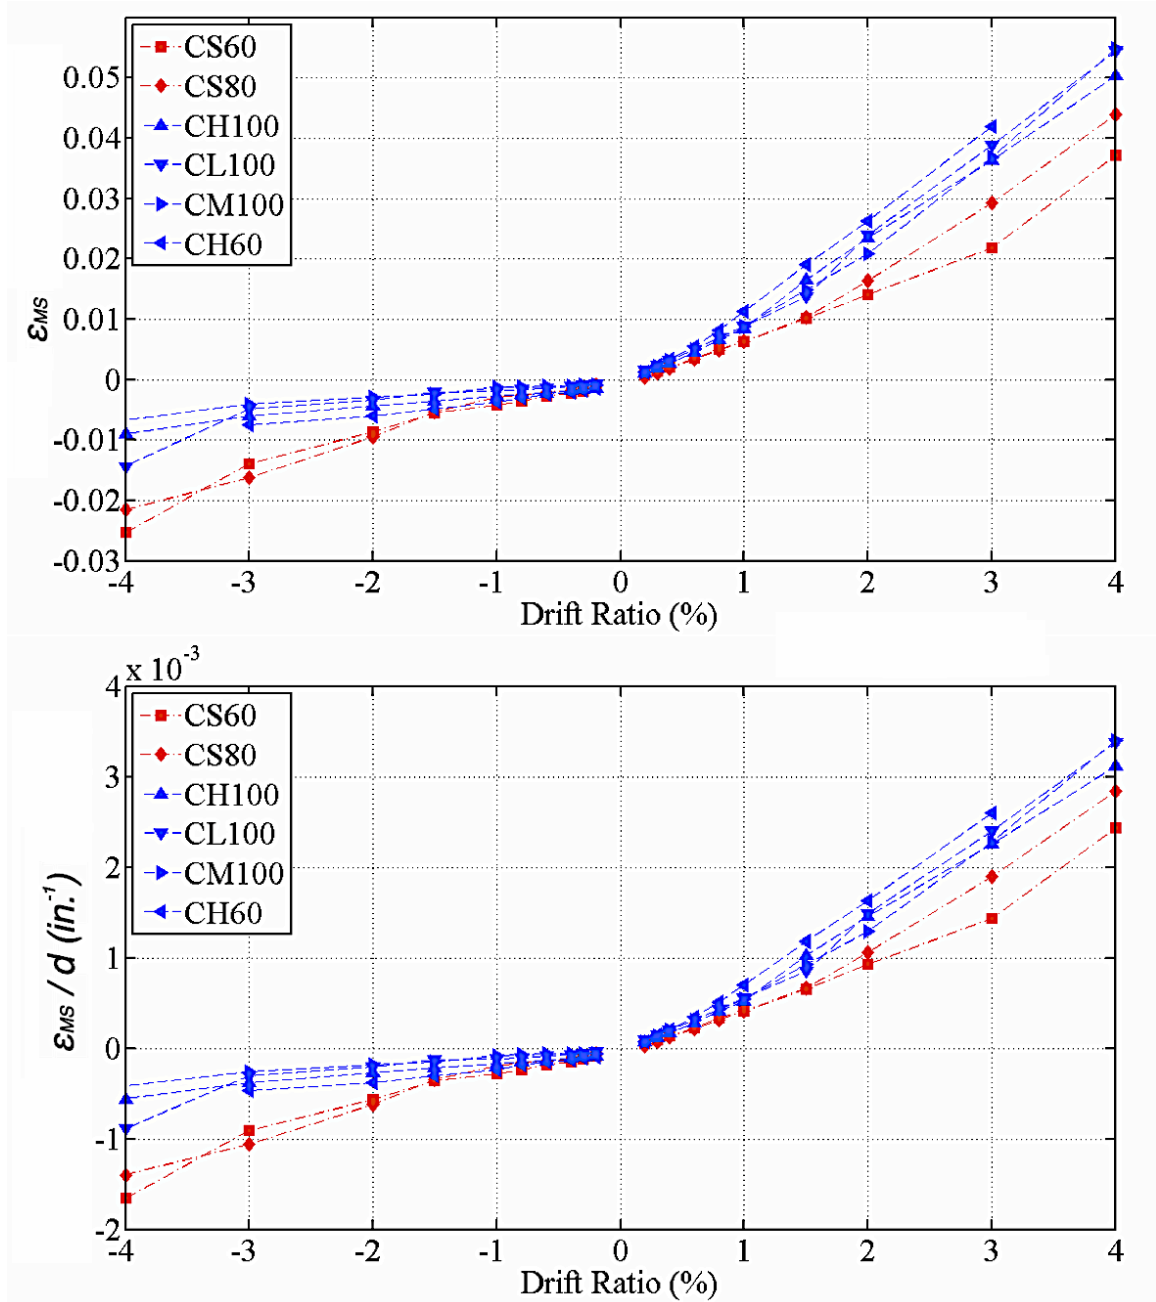 CS60
CS80
CH100
CL100
CM100
CH60
0.05
0.04
0.03
0.02
0.01
0
-0.01
-0.02
-0.03
εMS
-4 -3 -2 -1 0 1 2 3 4
Drift Ratio (%)
x 10⁻³
CS60
CS80
CH100
CL100
CM100
CH60
4
3
2
1
0
-1
-2
εMS / d (in.⁻¹)
-4 -3 -2 -1 0 1 2 3 4
Drift Ratio (%)